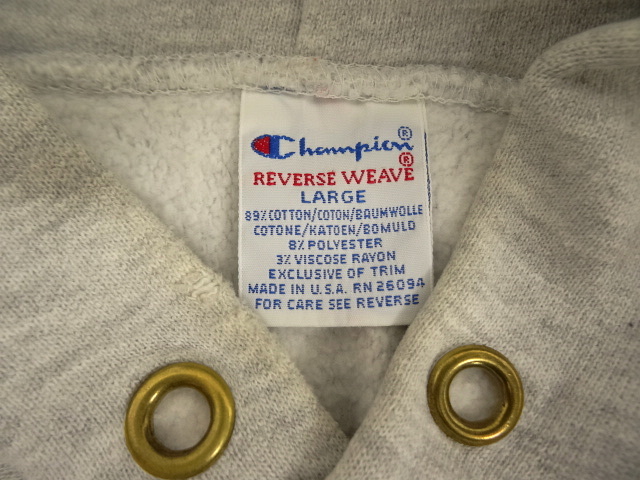 Champion®
REVERSE WEAVE®
LARGE
89% COTTON/COTON/BAUMWOLLE
COTONE/KATOEN/BOMULD
8% POLYESTER
3% VISCOSE RAYON
EXCLUSIVE OF TRIM
MADE IN U.S.A. RN 26094
FOR CARE SEE REVERSE